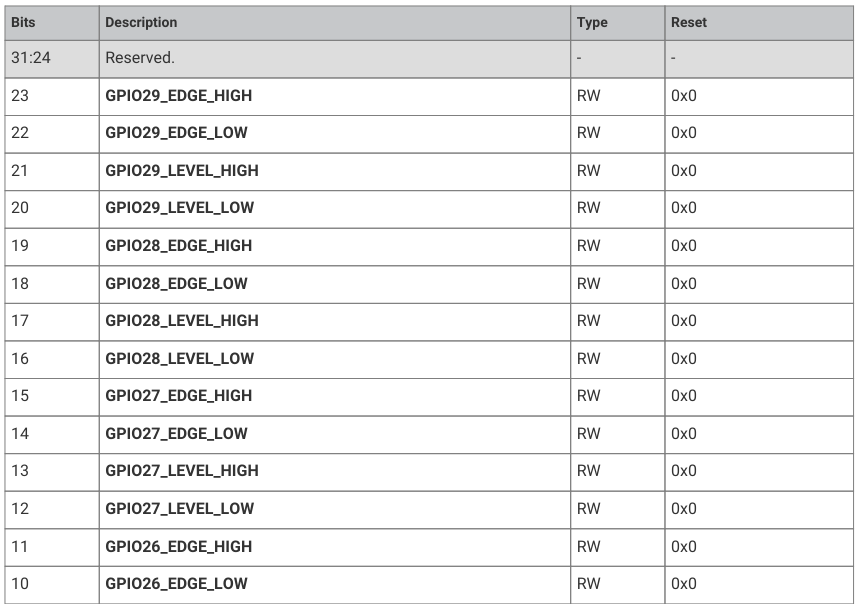 Bits Description Type Reset
31:24 Reserved. - -
23 GPIO29_EDGE_HIGH RW 0x0
22 GPIO29_EDGE_LOW RW 0x0
21 GPIO29_LEVEL_HIGH RW 0x0
20 GPIO29_LEVEL_LOW RW 0x0
19 GPIO28_EDGE_HIGH RW 0x0
18 GPIO28_EDGE_LOW RW 0x0
17 GPIO28_LEVEL_HIGH RW 0x0
16 GPIO28_LEVEL_LOW RW 0x0
15 GPIO27_EDGE_HIGH RW 0x0
14 GPIO27_EDGE_LOW RW 0x0
13 GPIO27_LEVEL_HIGH RW 0x0
12 GPIO27_LEVEL_LOW RW 0x0
11 GPIO26_EDGE_HIGH RW 0x0
10 GPIO26_EDGE_LOW RW 0x0